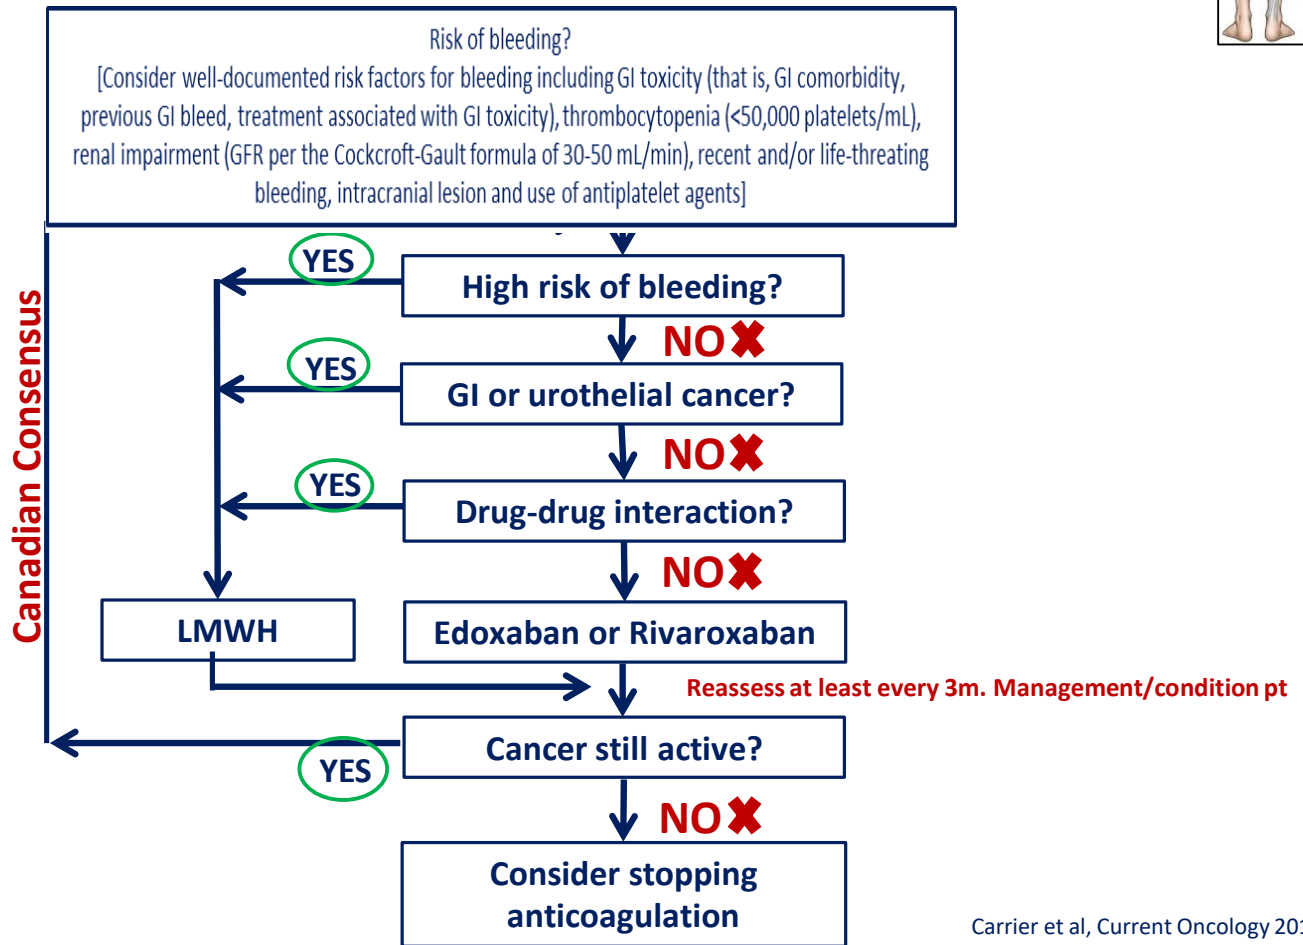 Risk of bleeding?
[Consider well-documented risk factors for bleeding including GI toxicity (that is, GI comorbidity,
previous GI bleed, treatment associated with GI toxicity), thrombocytopenia (<50,000 platelets/mL),
renal impairment (GFR per the Cockcroft-Gault formula of 30-50 mL/min), recent and/or life-threating
bleeding, intracranial lesion and use of antiplatelet agents]
YES
High risk of bleeding?
NO ✖
YES
GI or urothelial cancer?
NO ✖
YES
Drug-drug interaction?
NO ✖
Canadian Consensus
LMWH
Edoxaban or Rivaroxaban
Reassess at least every 3m. Management/condition pt
Cancer still active?
YES
NO ✖
Consider stopping
anticoagulation
Carrier et al, Current Oncology 201